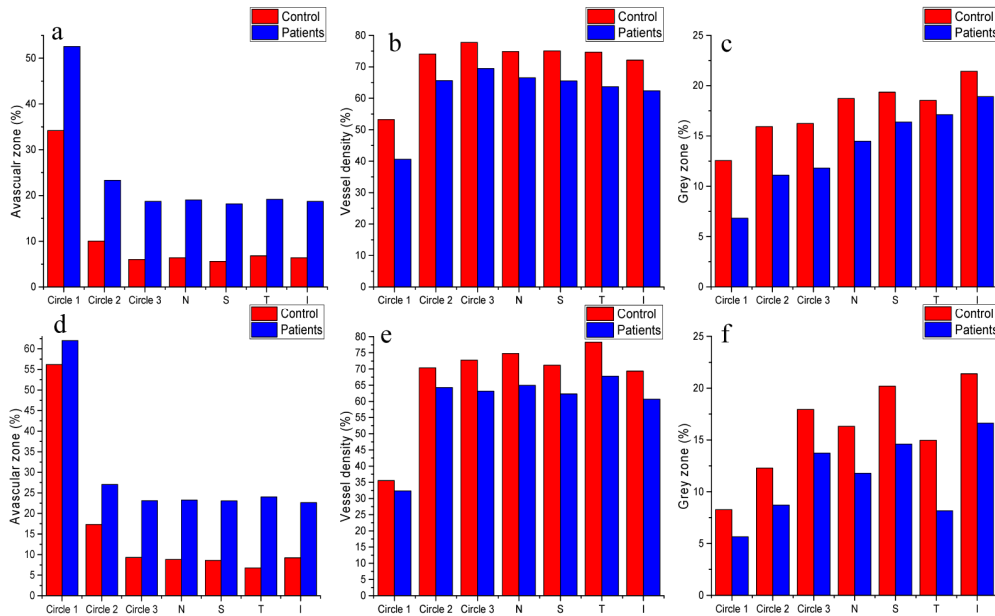 a
Control
Patients
Avascualr zone (%)
50
40
30
20
10
0
Circle 1 Circle 2 Circle 3 N S T I
b
Control
Patients
Vessel density (%)
80
70
60
50
40
30
20
10
0
Circle 1 Circle 2 Circle 3 N S T I
c
Control
Patients
Grey zone (%)
25
20
15
10
5
0
Circle 1 Circle 2 Circle 3 N S T I
d
Control
Patients
Avascular zone (%)
60
55
50
45
40
35
30
25
20
15
10
5
0
Circle 1 Circle 2 Circle 3 N S T I
e
Control
Patients
Vessel density (%)
80
75
70
65
60
55
50
45
40
35
30
25
20
15
10
5
0
Circle 1 Circle 2 Circle 3 N S T I
f
Control
Patients
Grey zone (%)
25
20
15
10
5
0
Circle 1 Circle 2 Circle 3 N S T I